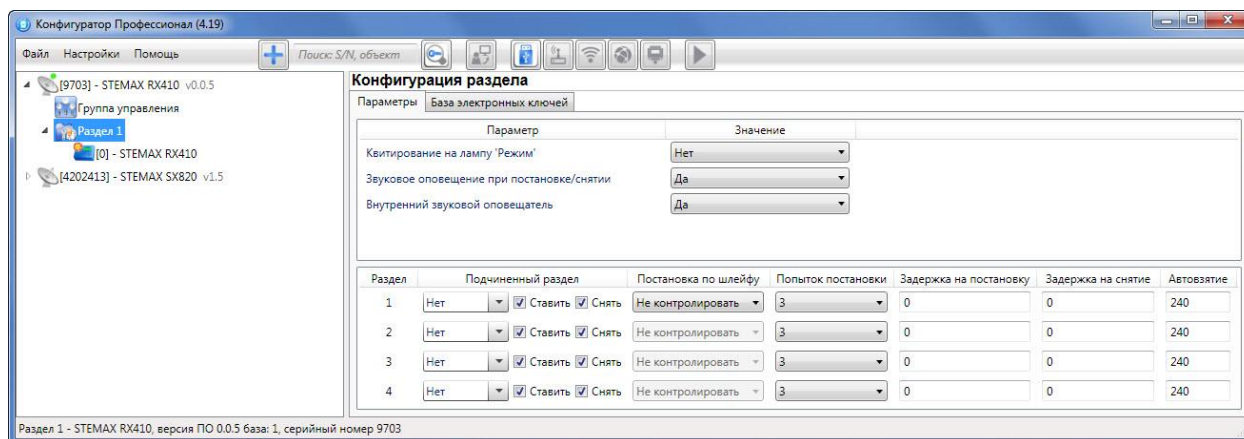 Конфигуратор Профессионал (4.19)
Файл Настройки Помощь Поиск: S/N, объект
[9703] - STEMAX RX410 v0.0.5
Группа управления
Раздел 1
[0] - STEMAX RX410
[4202413] - STEMAX SX820 v1.5
Конфигурация раздела
Параметры База электронных ключей
Параметр Значение
Квитирование на лампу 'Режим' Нет
Звуковое оповещение при постановке/снятии Да
Внутренний звуковой оповещатель Да
Раздел Подчиненный раздел Постановка по шлейфу Попыток постановки Задержка на постановку Задержка на снятие Автовзятие
1 Нет Ставить Снять Не контролировать 3 0 0 240
2 Нет Ставить Снять Не контролировать 3 0 0 240
3 Нет Ставить Снять Не контролировать 3 0 0 240
4 Нет Ставить Снять Не контролировать 3 0 0 240
Раздел 1 - STEMAX RX410, версия ПО 0.0.5 база: 1, серийный номер 9703